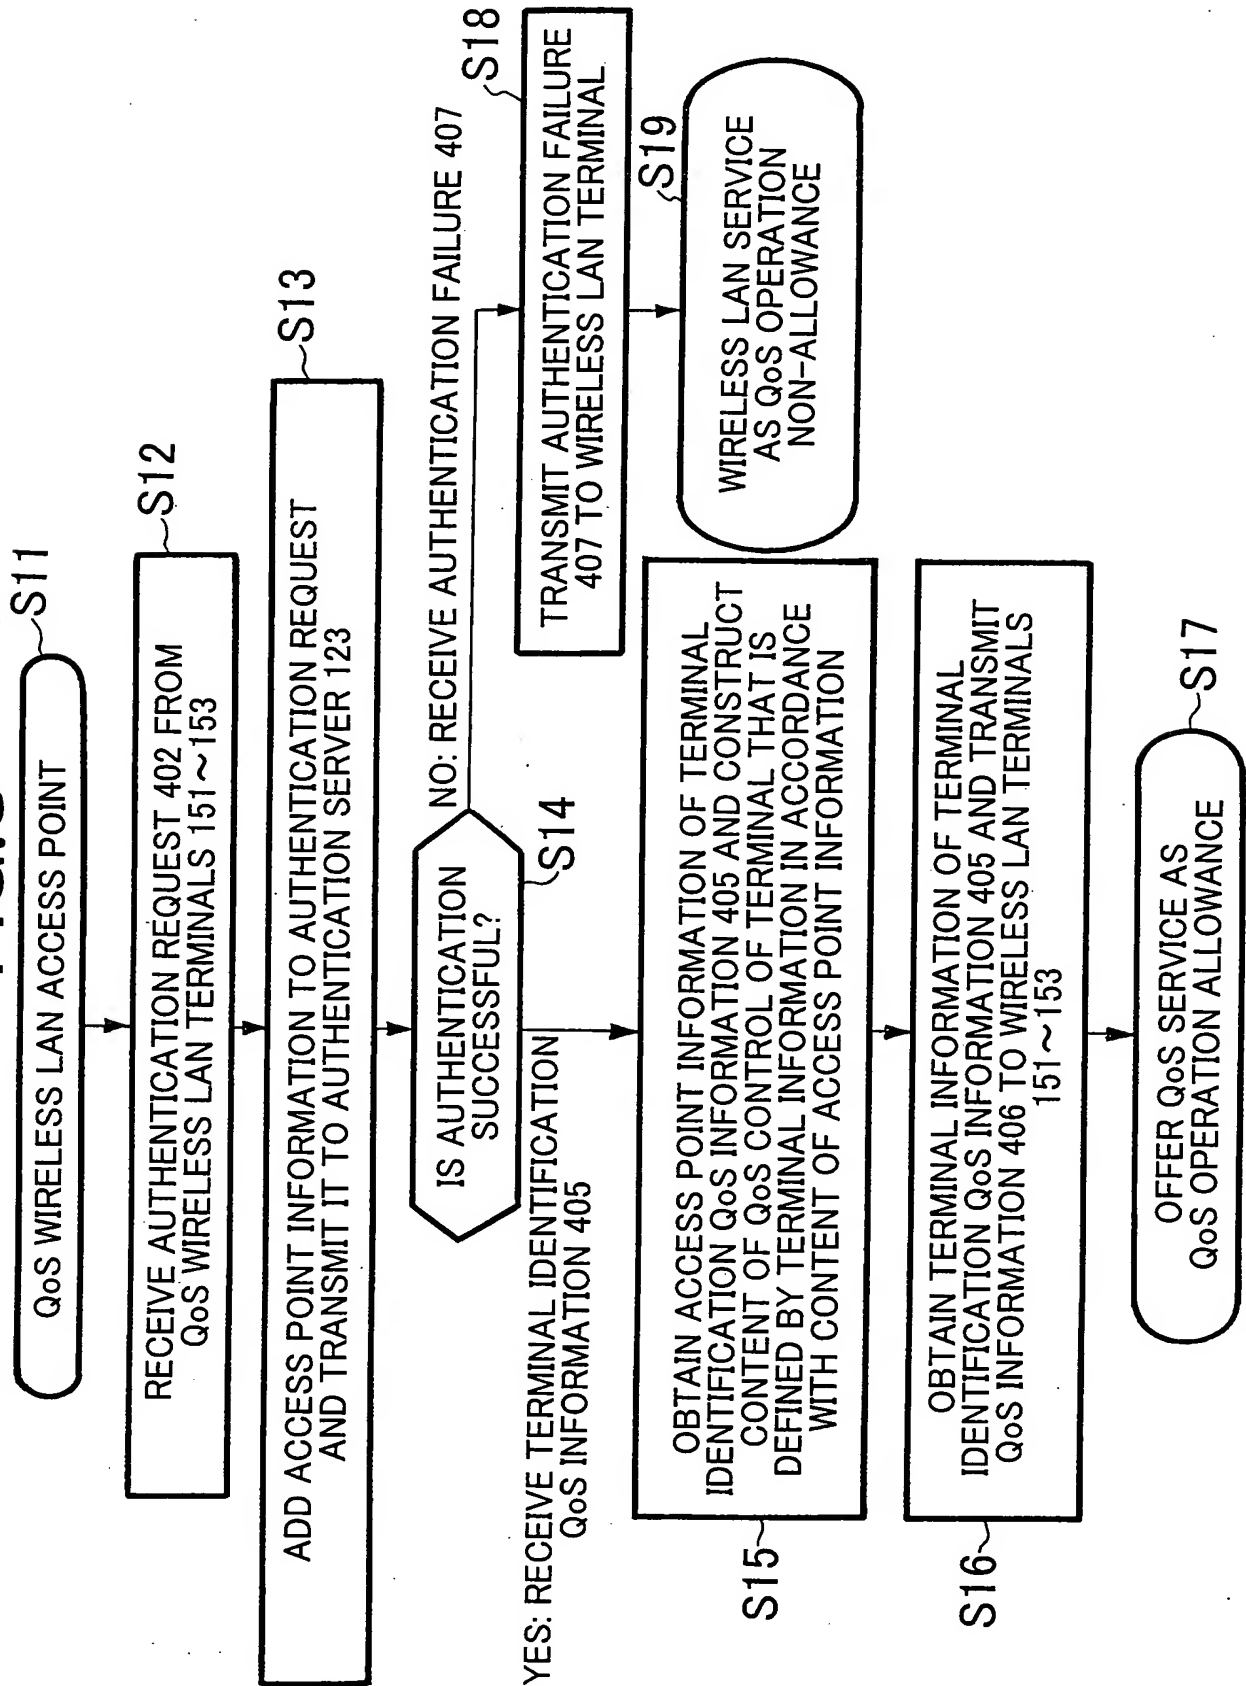 QoS WIRELESS LAN ACCESS POINT
S11
RECEIVE AUTHENTICATION REQUEST 402 FROM
QoS WIRELESS LAN TERMINALS 151~153
S12
ADD ACCESS POINT INFORMATION TO AUTHENTICATION REQUEST
AND TRANSMIT IT TO AUTHENTICATION SERVER 123
S13
IS AUTHENTICATION
SUCCESSFUL?
S14
NO: RECEIVE AUTHENTICATION FAILURE 407
YES: RECEIVE TERMINAL IDENTIFICATION
QoS INFORMATION 405
TRANSMIT AUTHENTICATION FAILURE
407 TO WIRELESS LAN TERMINAL
S18
WIRELESS LAN SERVICE
AS QoS OPERATION
NON-ALLOWANCE
S19
OBTAIN ACCESS POINT INFORMATION OF TERMINAL
IDENTIFICATION QoS INFORMATION 405 AND CONSTRUCT
CONTENT OF QoS CONTROL OF TERMINAL THAT IS
DEFINED BY TERMINAL INFORMATION IN ACCORDANCE
WITH CONTENT OF ACCESS POINT INFORMATION
S15
OBTAIN TERMINAL INFORMATION OF TERMINAL
IDENTIFICATION QoS INFORMATION 405 AND TRANSMIT
QoS INFORMATION 406 TO WIRELESS LAN TERMINALS
151~153
S16
OFFER QoS SERVICE AS
QoS OPERATION ALLOWANCE
S17